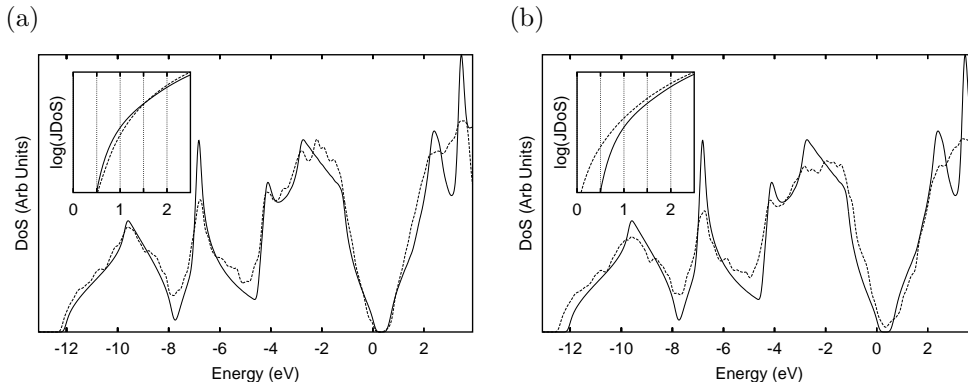 (a)
(b)
DoS (Arb Units)
log(JDoS)
0 1 2
-12 -10 -8 -6 -4 -2 0 2
Energy (eV)
DoS (Arb Units)
log(JDoS)
0 1 2
-12 -10 -8 -6 -4 -2 0 2
Energy (eV)